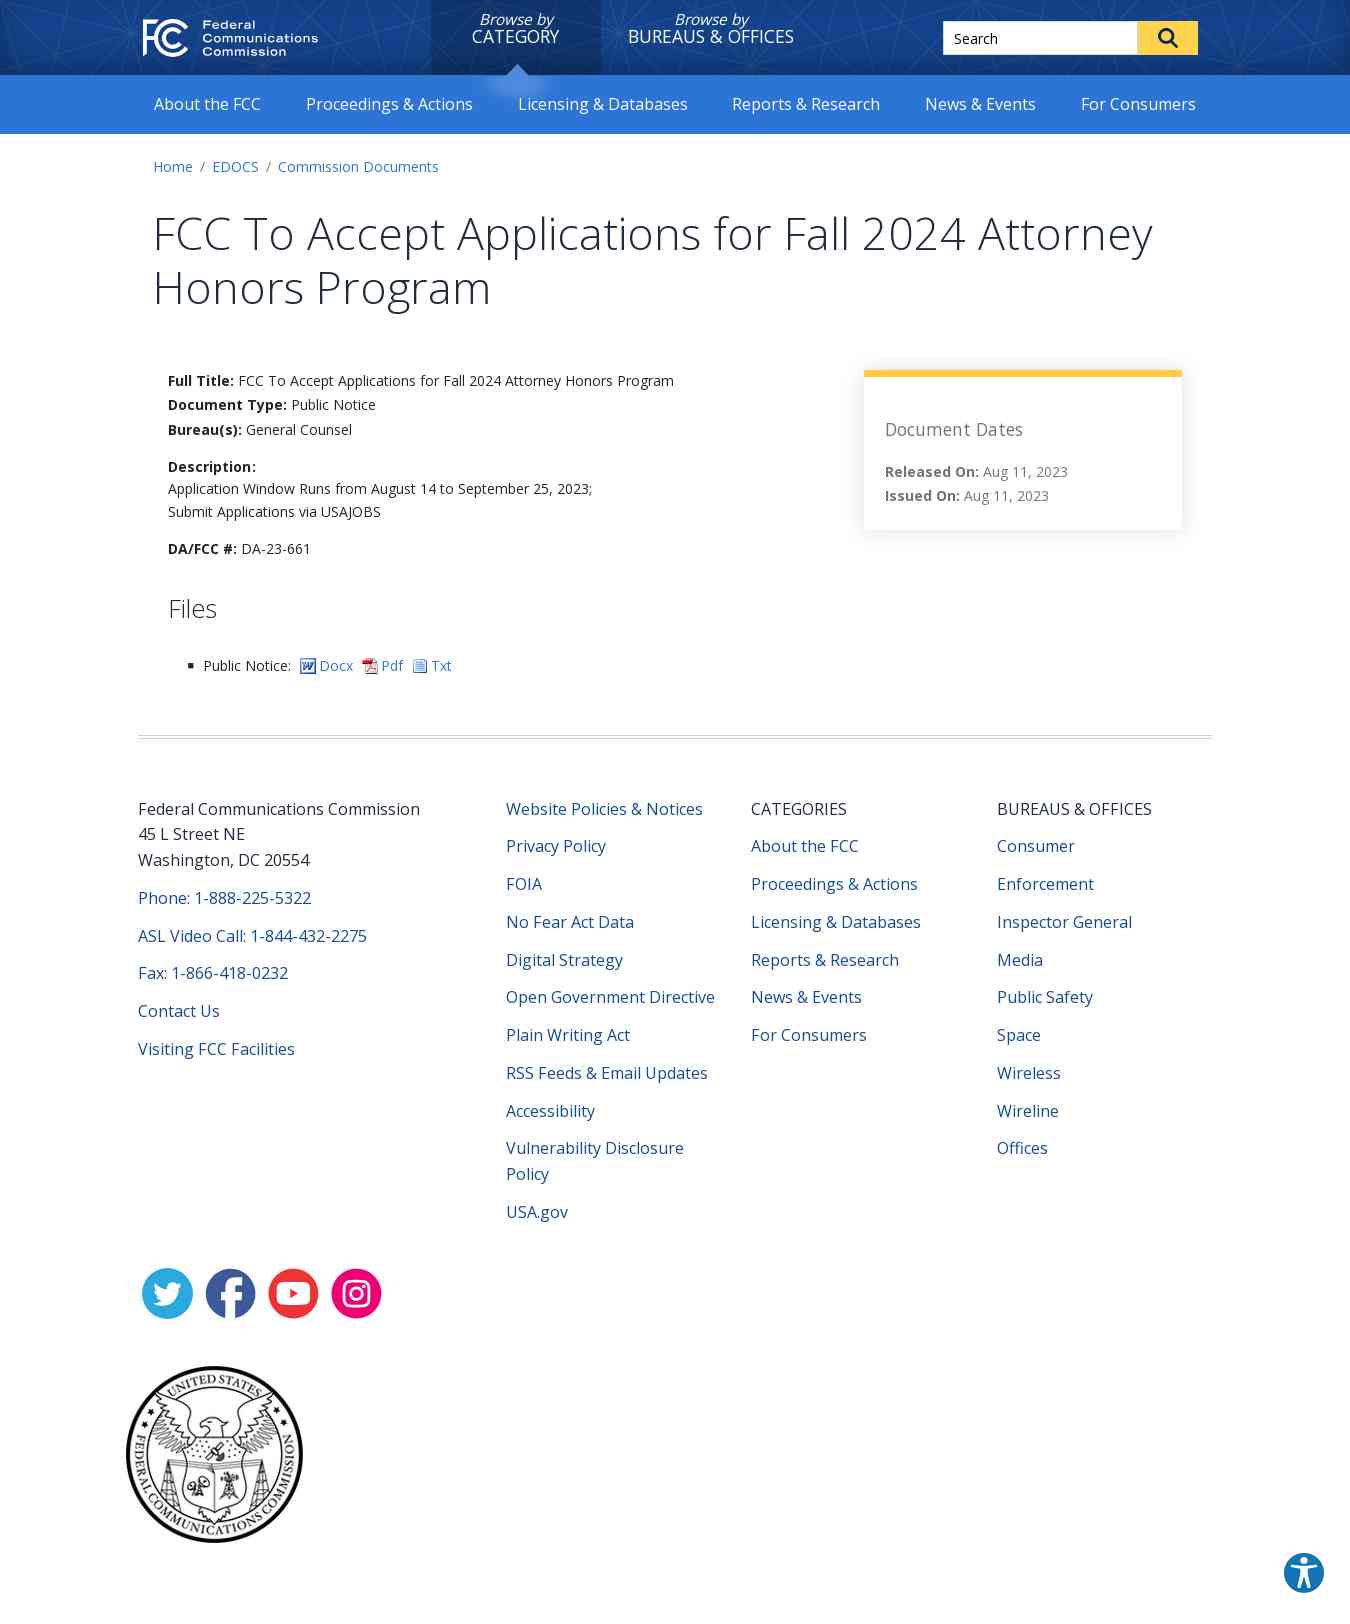 Federal
Communications
Commission
Browse by
CATEGORY
Browse by
BUREAUS & OFFICES
Search
About the FCC
Proceedings & Actions
Licensing & Databases
Reports & Research
News & Events
For Consumers
Home / EDOCS / Commission Documents
FCC To Accept Applications for Fall 2024 Attorney
Honors Program
Full Title: FCC To Accept Applications for Fall 2024 Attorney Honors Program
Document Type: Public Notice
Bureau(s): General Counsel
Description:
Application Window Runs from August 14 to September 25, 2023;
Submit Applications via USAJOBS
DA/FCC #: DA-23-661
Document Dates
Released On: Aug 11, 2023
Issued On: Aug 11, 2023
Files
Public Notice: Docx Pdf Txt
Federal Communications Commission
45 L Street NE
Washington, DC 20554
Phone: 1-888-225-5322
ASL Video Call: 1-844-432-2275
Fax: 1-866-418-0232
Contact Us
Visiting FCC Facilities
Website Policies & Notices
Privacy Policy
FOIA
No Fear Act Data
Digital Strategy
Open Government Directive
Plain Writing Act
RSS Feeds & Email Updates
Accessibility
Vulnerability Disclosure
Policy
USA.gov
CATEGORIES
About the FCC
Proceedings & Actions
Licensing & Databases
Reports & Research
News & Events
For Consumers
BUREAUS & OFFICES
Consumer
Enforcement
Inspector General
Media
Public Safety
Space
Wireless
Wireline
Offices
UNITED STATES
FEDERAL COMMUNICATIONS COMMISSION